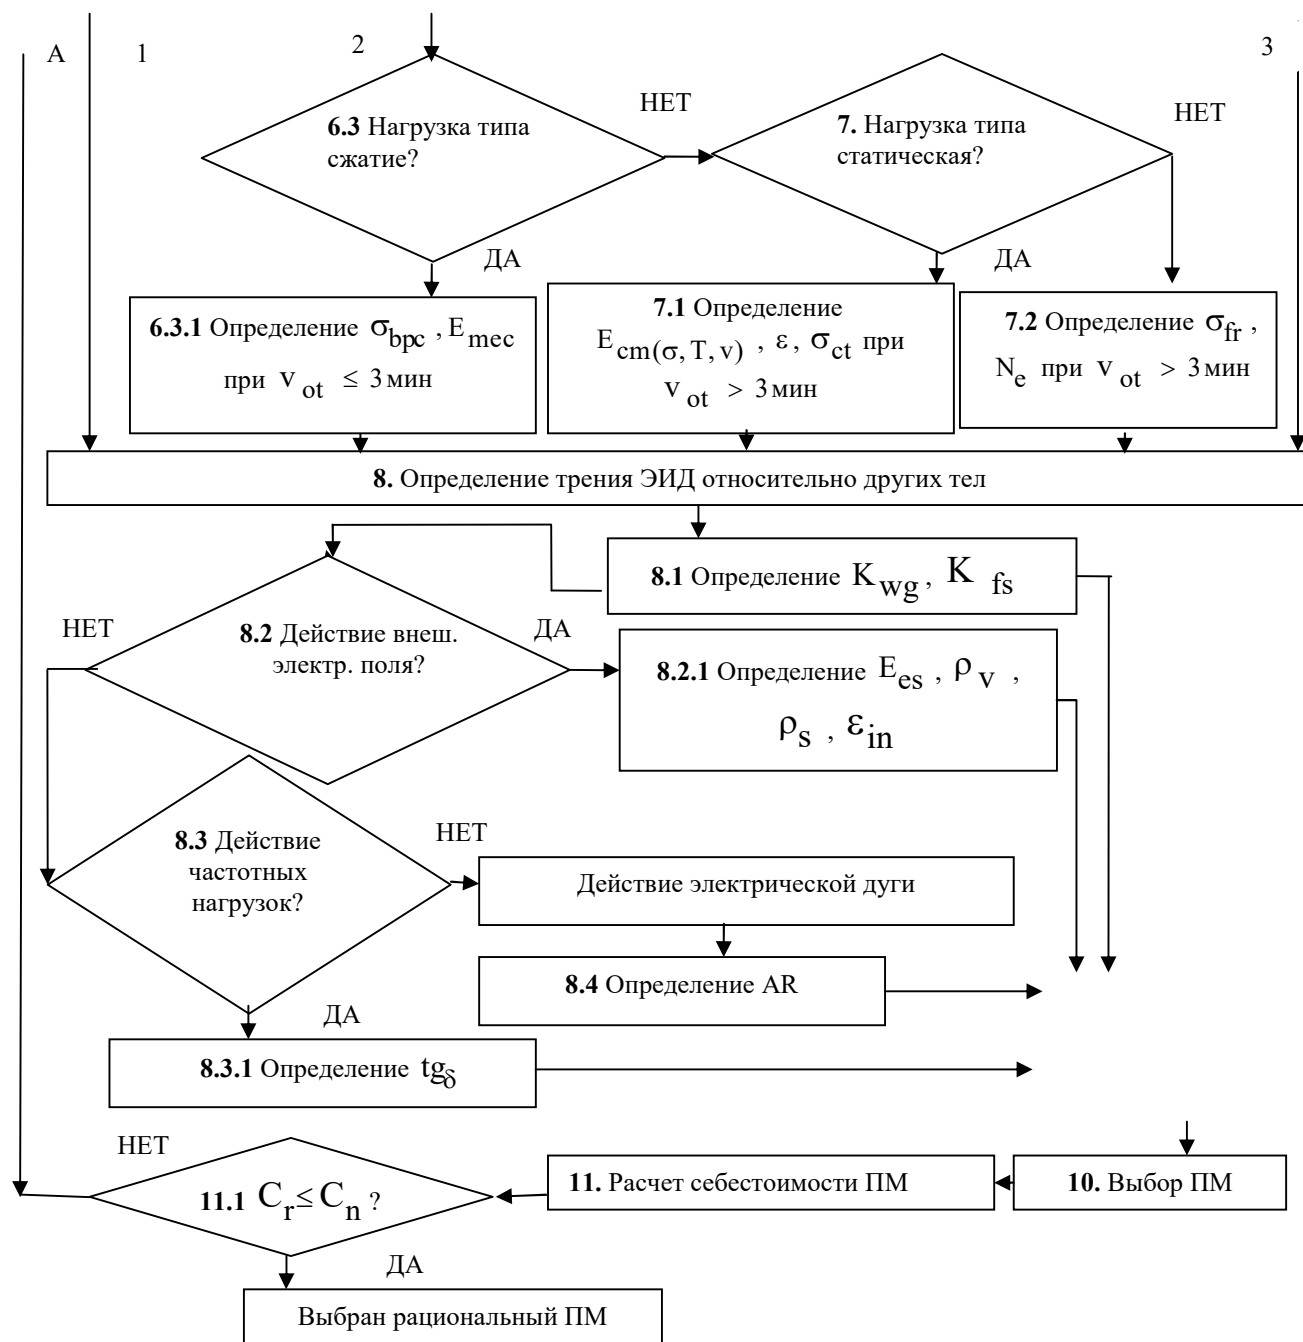 А
1
2
3
НЕТ
НЕТ
6.3 Нагрузка типа
сжатие?
7. Нагрузка типа
статическая?
ДА
ДА
6.3.1 Определение σbpc , Emec
при vot ≤ 3 мин
7.1 Определение
Ecm(σ, T, v) , ε, σct при
vot > 3 мин
7.2 Определение σfr ,
Ne при vot > 3 мин
8. Определение трения ЭИД относительно других тел
8.1 Определение Kwg, K fs
НЕТ
8.2 Действие внеш.
электр. поля?
ДА
8.2.1 Определение Ees , ρv ,
ρs , εin
8.3 Действие
частотных
нагрузок?
НЕТ
Действие электрической дуги
8.4 Определение AR
ДА
8.3.1 Определение tgδ
НЕТ
11.1 Cr ≤ Cn ?
11. Расчет себестоимости ПМ
10. Выбор ПМ
ДА
Выбран рациональный ПМ